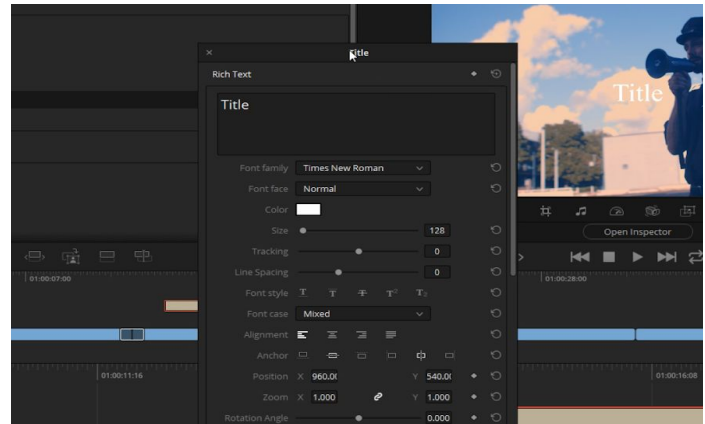 × Title
Rich Text
Title
Title
Font family Times New Roman
Font face Normal
Color
Size 128
Tracking 0
Line Spacing 0
Font style T T T T T
Font case Mixed
Alignment
Anchor
Position X 960.0 Y 540.0
Zoom X 1.000 Y 1.000
Rotation Angle 0.000
Open Inspector
01:00:07:00
01:00:28:00
01:00:11:16
01:00:16:08